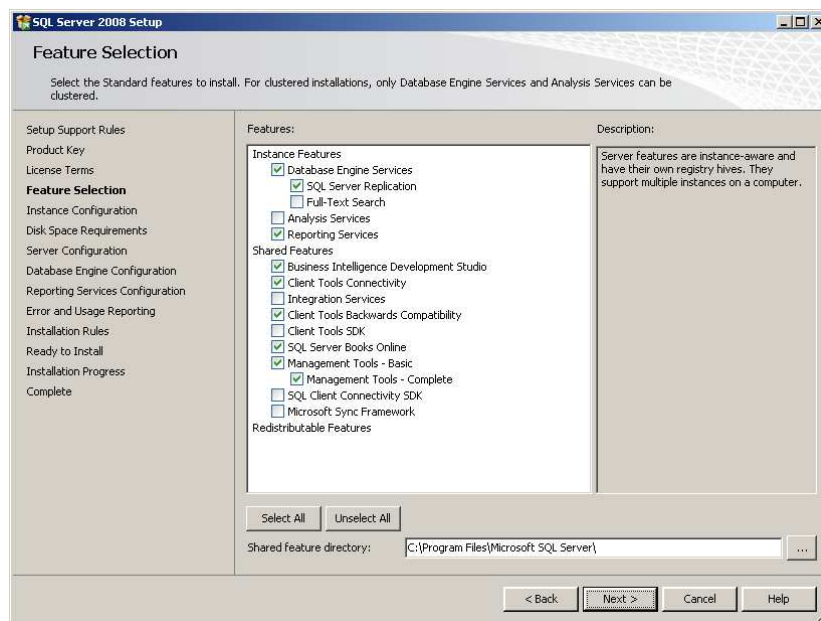 SQL Server 2008 Setup
Feature Selection
Select the Standard features to install. For clustered installations, only Database Engine Services and Analysis Services can be
clustered.
Setup Support Rules
Product Key
License Terms
Feature Selection
Instance Configuration
Disk Space Requirements
Server Configuration
Database Engine Configuration
Reporting Services Configuration
Error and Usage Reporting
Installation Rules
Ready to Install
Installation Progress
Complete
Features:
Instance Features
Database Engine Services
SQL Server Replication
Full-Text Search
Analysis Services
Reporting Services
Shared Features
Business Intelligence Development Studio
Client Tools Connectivity
Integration Services
Client Tools Backwards Compatibility
Client Tools SDK
SQL Server Books Online
Management Tools - Basic
Management Tools - Complete
SQL Client Connectivity SDK
Microsoft Sync Framework
Redistributable Features
Description:
Server features are instance-aware and
have their own registry hives. They
support multiple instances on a computer.
Select All
Unselect All
Shared feature directory:
C:\Program Files\Microsoft SQL Server\
...
< Back
Next >
Cancel
Help